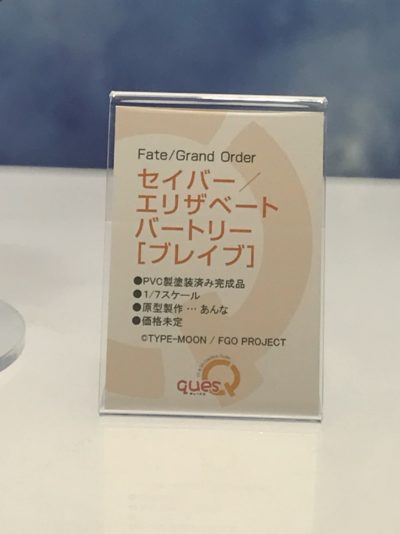 Fate/Grand Order
セイバー／
エリザベート
バートリー
[ブレイブ]
●PVC製塗装済み完成品
●1/7スケール
●原型製作 … あんな
●価格未定
©TYPE-MOON / FGO PROJECT
quesQ